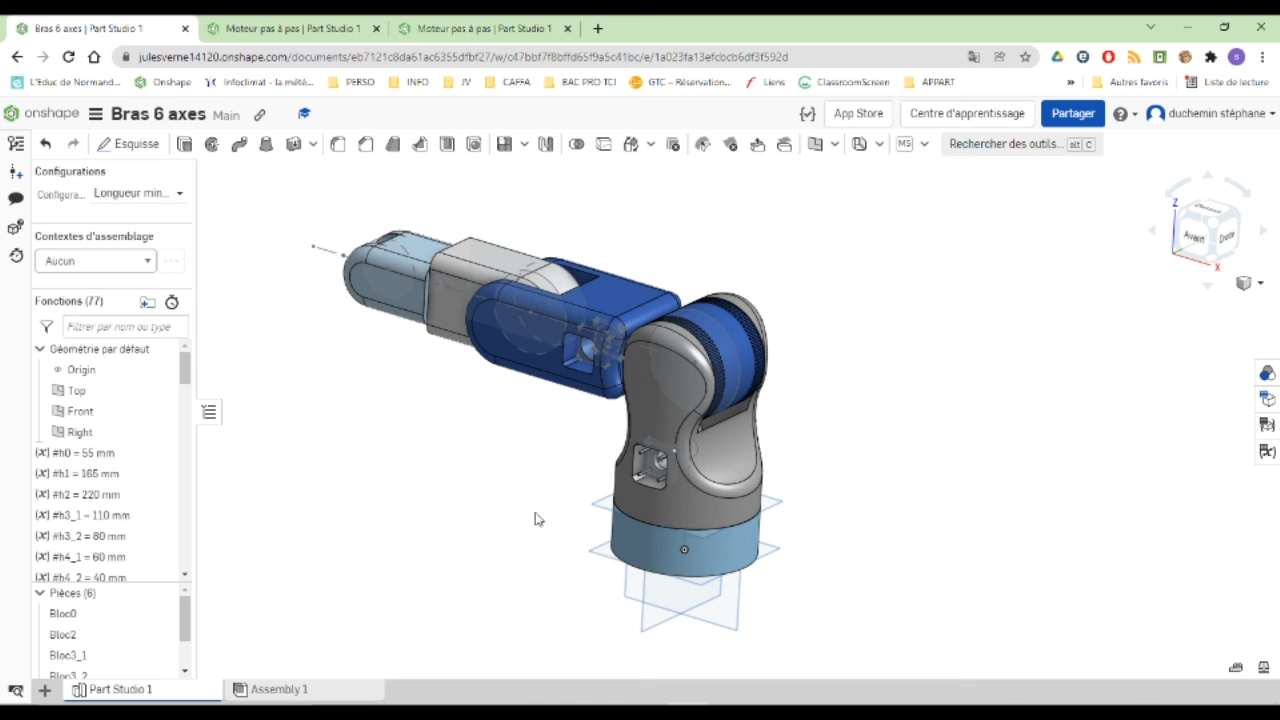 Bras 6 axes | Part Studio 1
Moteur pas à pas | Part Studio 1
Moteur pas à pas | Part Studio 1
L'Éduc de Normand...
Onshape
Infoclimat - la mété...
PERSO
INFO
JV
CAFFA
BAC PRO TCI
GTC – Réservation...
Liens
ClassroomScreen
APPART
Autres favoris
Liste de lecture
onshape
Bras 6 axes Main
App Store
Centre d'apprentissage
Partager
duchemin stéphane
Esquisse
MS
Rechercher des outils... alt C
Configurations
Configura... Longueur min...
Contextes d'assemblage
Aucun
Fonctions (77)
Filtrer par nom ou type
Géométrie par défaut
Origin
Top
Front
Right
(x) #h0 = 55 mm
(x) #h1 = 165 mm
(x) #h2 = 220 mm
(x) #h3_1 = 110 mm
(x) #h3_2 = 80 mm
(x) #h4_1 = 60 mm
(x) #h4_2 = 40 mm
Pièces (6)
Bloc0
Bloc2
Bloc3_1
Bloc3_2
Z
Avant
Droite
X
Part Studio 1
Assembly 1